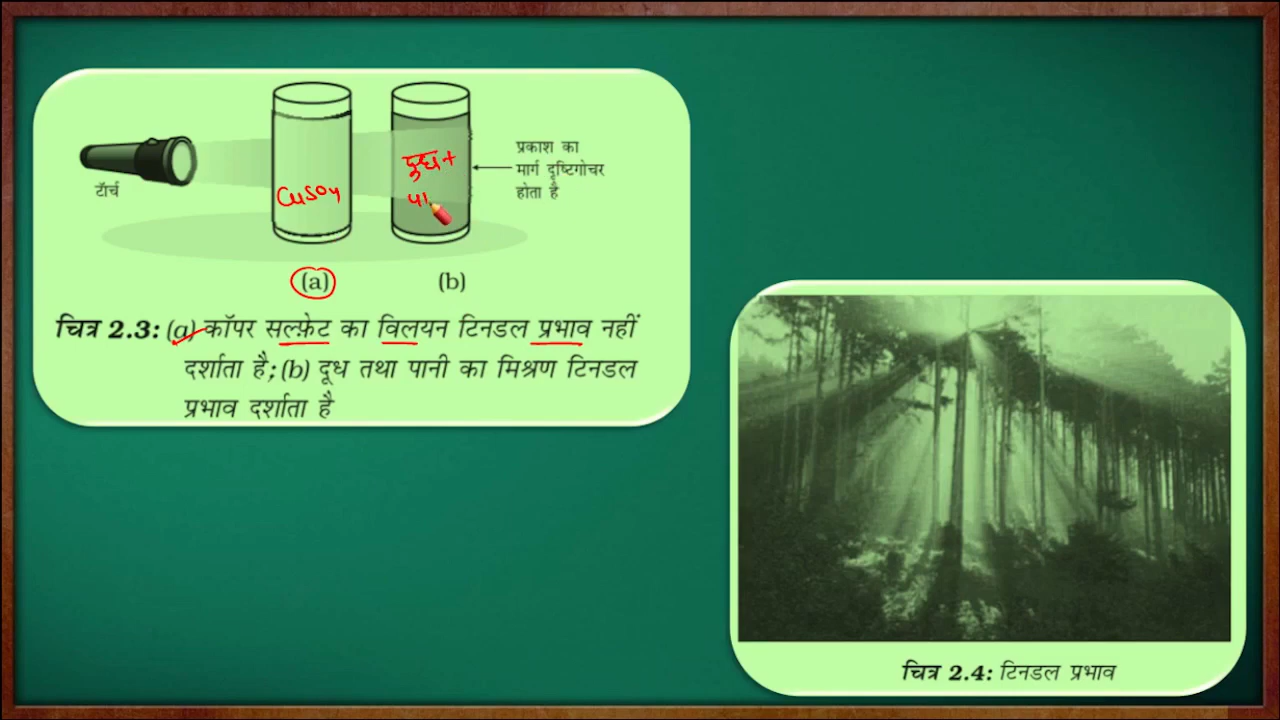 टॉर्च
CuSO4
दूध +
प्रकाश का
मार्ग दृष्टिगोचर
होता है
(a)
(b)
चित्र 2.3: (a) कॉपर सल्फ़ेट का विलयन टिनडल प्रभाव नहीं
दर्शाता है; (b) दूध तथा पानी का मिश्रण टिनडल
प्रभाव दर्शाता है
चित्र 2.4: टिनडल प्रभाव